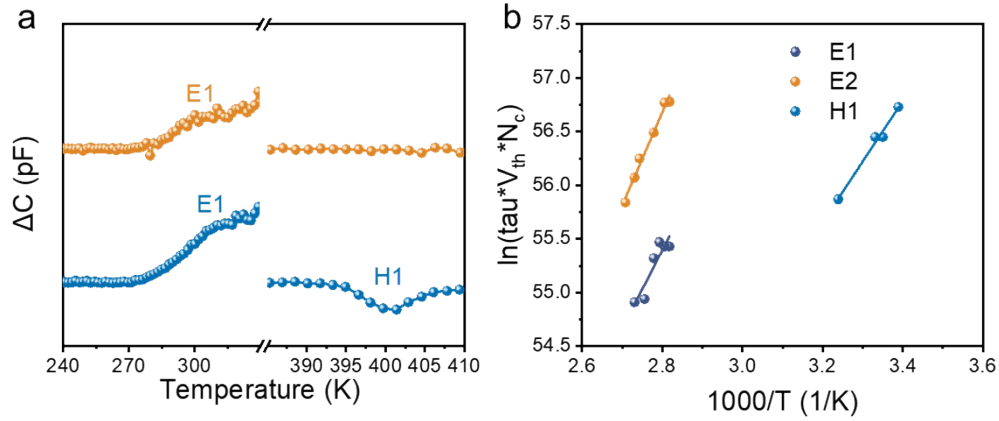 a
ΔC (pF)
E1
E1
H1
240 270 300 390 395 400 405 410
Temperature (K)
b
ln(tau*V_th*N_c)
57.5
57.0
56.5
56.0
55.5
55.0
54.5
E1
E2
H1
2.6 2.8 3.0 3.2 3.4 3.6
1000/T (1/K)